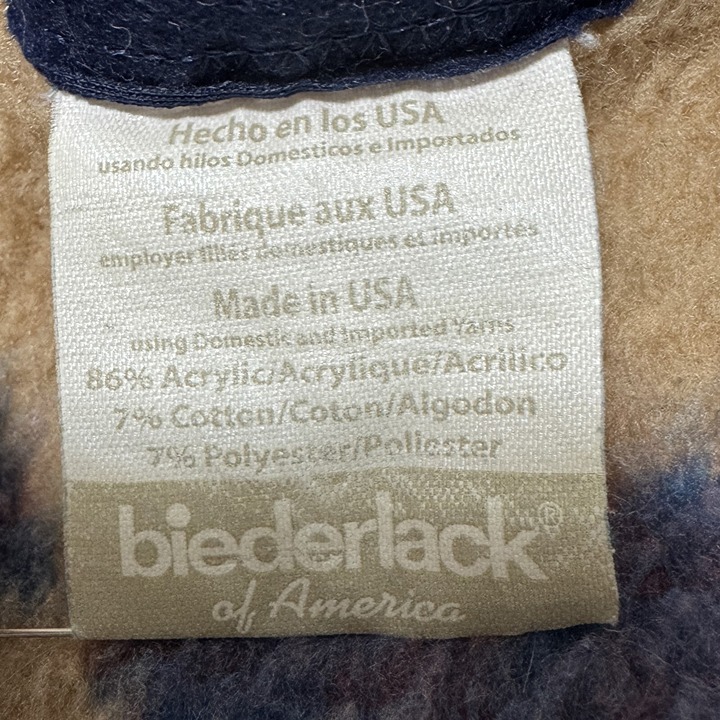 Hecho en los USA
usando hilos Domesticos e Importados
Fabrique aux USA
employer filies domestiques et importés
Made in USA
using Domestic and Imported Yarns
86% Acrylic/Acrylique/Acrilico
7% Cotton/Coton/Algodon
7% Polyester/Poliester
biederlack®
of America